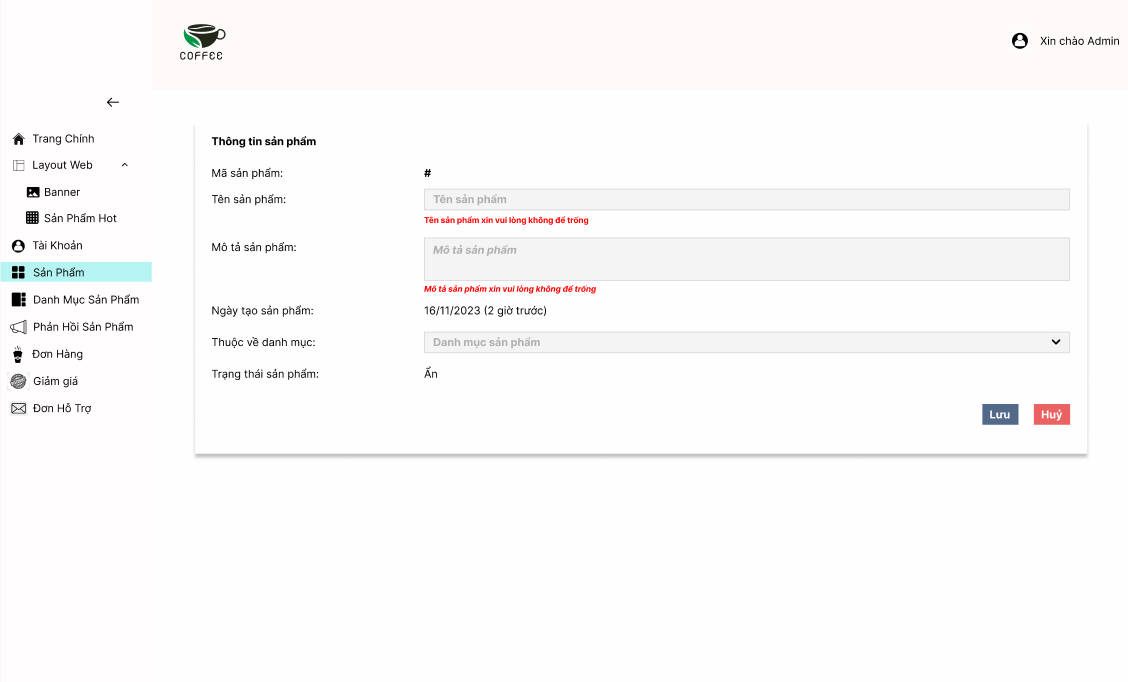 COFFEE
Xin chào Admin
Trang Chính
Layout Web
Banner
Sản Phẩm Hot
Tài Khoản
Sản Phẩm
Danh Mục Sản Phẩm
Phản Hồi Sản Phẩm
Đơn Hàng
Giảm giá
Đơn Hỗ Trợ
Thông tin sản phẩm
Mã sản phẩm: #
Tên sản phẩm: Tên sản phẩm
Tên sản phẩm xin vui lòng không để trống
Mô tả sản phẩm: Mô tả sản phẩm
Mô tả sản phẩm xin vui lòng không để trống
Ngày tạo sản phẩm: 16/11/2023 (2 giờ trước)
Thuộc về danh mục: Danh mục sản phẩm
Trạng thái sản phẩm: Ẩn
Lưu Huỷ